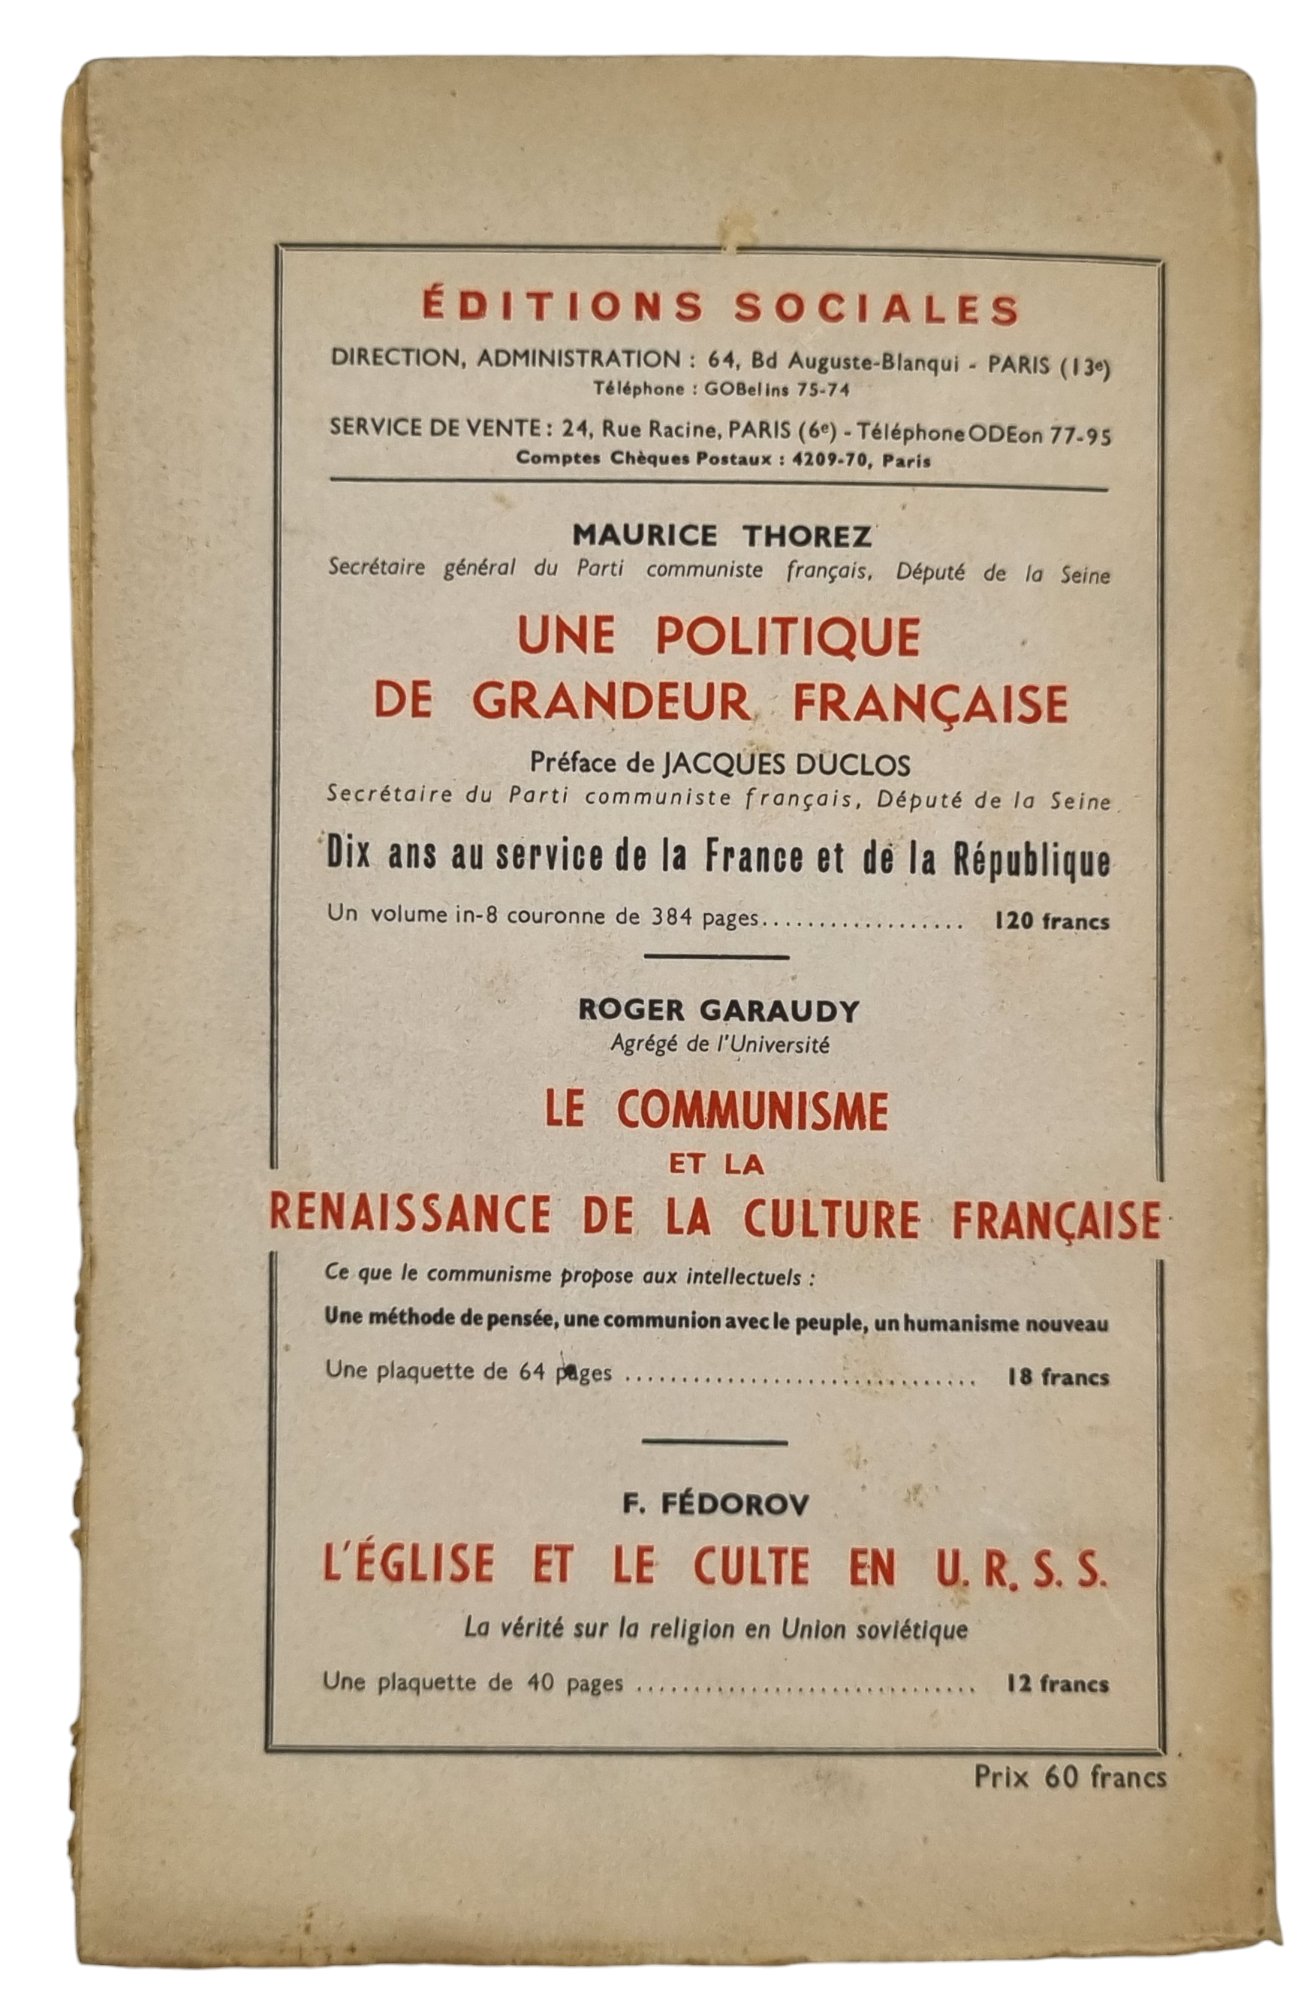 ÉDITIONS SOCIALES
DIRECTION, ADMINISTRATION : 64, Bd Auguste-Blanqui - PARIS (13e)
Téléphone : GOBelins 75-74
SERVICE DE VENTE : 24, Rue Racine, PARIS (6e) - Téléphone ODEon 77-95
Comptes Chèques Postaux : 4209-70, Paris
MAURICE THOREZ
Secrétaire général du Parti communiste français, Député de la Seine
UNE POLITIQUE
DE GRANDEUR FRANÇAISE
Préface de JACQUES DUCLOS
Secrétaire du Parti communiste français, Député de la Seine
Dix ans au service de la France et de la République
Un volume in-8 couronne de 384 pages.................. 120 francs
ROGER GARAUDY
Agrégé de l'Université
LE COMMUNISME
ET LA
RENAISSANCE DE LA CULTURE FRANÇAISE
Ce que le communisme propose aux intellectuels :
Une méthode de pensée, une communion avec le peuple, un humanisme nouveau
Une plaquette de 64 pages ............................... 18 francs
F. FÉDOROV
L'ÉGLISE ET LE CULTE EN U. R. S. S.
La vérité sur la religion en Union soviétique
Une plaquette de 40 pages .............................. 12 francs
Prix 60 francs